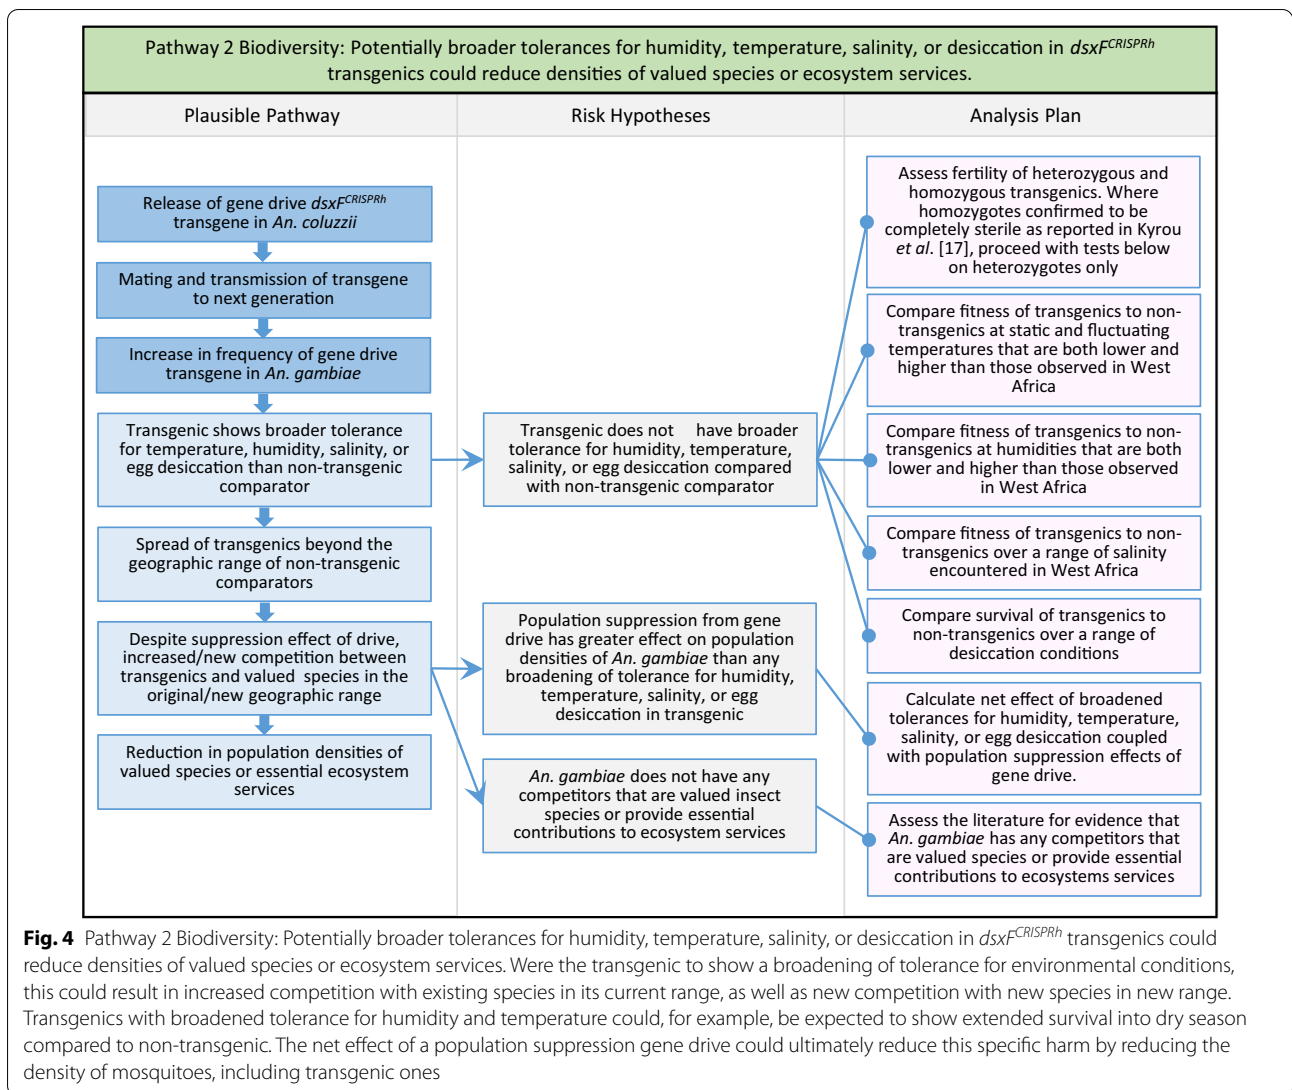 Pathway 2 Biodiversity: Potentially broader tolerances for humidity, temperature, salinity, or desiccation in dsxF^CRISPRh
transgenics could reduce densities of valued species or ecosystem services.
Plausible Pathway
Risk Hypotheses
Analysis Plan
Release of gene drive dsxF^CRISPRh
transgene in An. coluzzii
Mating and transmission of transgene
to next generation
Increase in frequency of gene drive
transgene in An. gambiae
Transgenic shows broader tolerance
for temperature, humidity, salinity, or
egg desiccation than non-transgenic
comparator
Spread of transgenics beyond the
geographic range of non-transgenic
comparators
Despite suppression effect of drive,
increased/new competition between
transgenics and valued species in the
original/new geographic range
Reduction in population densities of
valued species or essential ecosystem
services
Transgenic does not have broader
tolerance for humidity, temperature,
salinity, or egg desiccation compared
with non-transgenic comparator
Population suppression from gene
drive has greater effect on population
densities of An. gambiae than any
broadening of tolerance for humidity,
temperature, salinity, or egg
desiccation in transgenic
An. gambiae does not have any
competitors that are valued insect
species or provide essential
contributions to ecosystem services
Assess fertility of heterozygous and
homozygous transgenics. Where
homozygotes confirmed to be
completely sterile as reported in Kyrou
et al. [17], proceed with tests below
on heterozygotes only
Compare fitness of transgenics to non-
transgenics at static and fluctuating
temperatures that are both lower and
higher than those observed in West
Africa
Compare fitness of transgenics to non-
transgenics at humidities that are both
lower and higher than those observed
in West Africa
Compare fitness of transgenics to non-
transgenics over a range of salinity
encountered in West Africa
Compare survival of transgenics to
non-transgenics over a range of
desiccation conditions
Calculate net effect of broadened
tolerances for humidity, temperature,
salinity, or egg desiccation coupled
with population suppression effects of
gene drive.
Assess the literature for evidence that
An. gambiae has any competitors that
are valued species or provide essential
contributions to ecosystems services
Fig. 4 Pathway 2 Biodiversity: Potentially broader tolerances for humidity, temperature, salinity, or desiccation in dsxF^CRISPRh transgenics could
reduce densities of valued species or ecosystem services. Were the transgenic to show a broadening of tolerance for environmental conditions,
this could result in increased competition with existing species in its current range, as well as new competition with new species in new range.
Transgenics with broadened tolerance for humidity and temperature could, for example, be expected to show extended survival into dry season
compared to non-transgenic. The net effect of a population suppression gene drive could ultimately reduce this specific harm by reducing the
density of mosquitoes, including transgenic ones